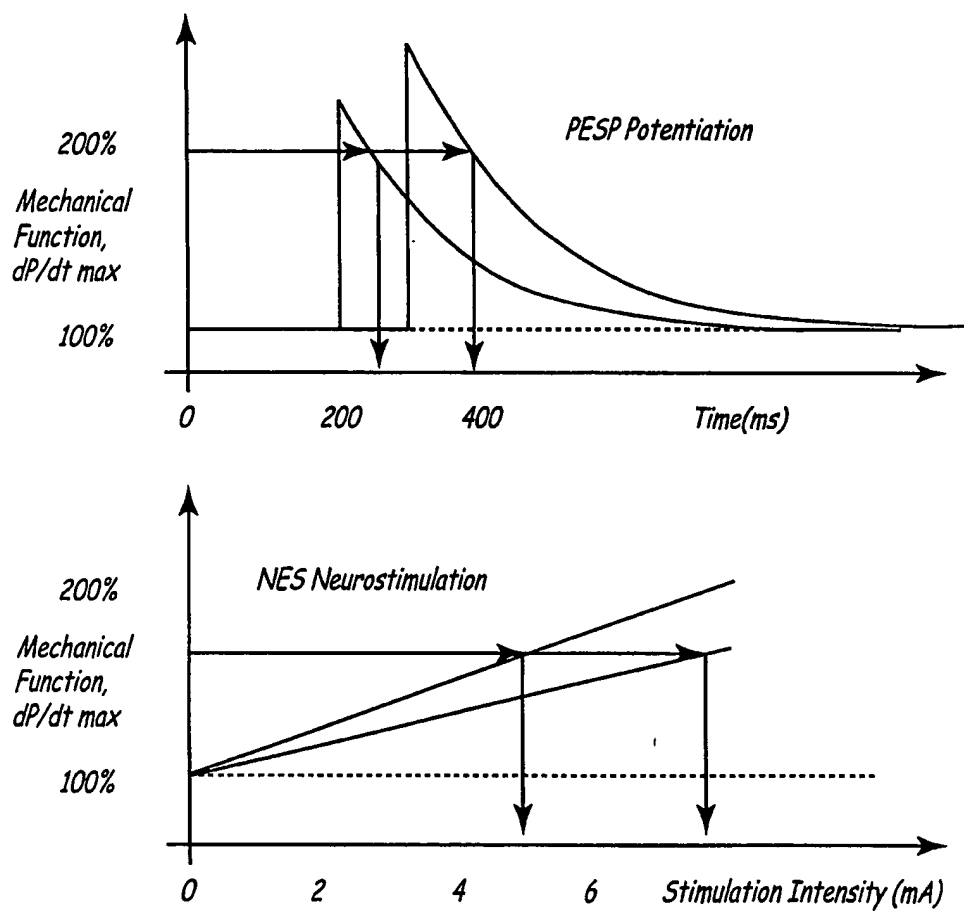 PESP Potentiation
200%
Mechanical
Function,
dP/dt max
100%
0 200 400 Time(ms)
NES Neurostimulation
200%
Mechanical
Function,
dP/dt max
100%
0 2 4 6 Stimulation Intensity (mA)